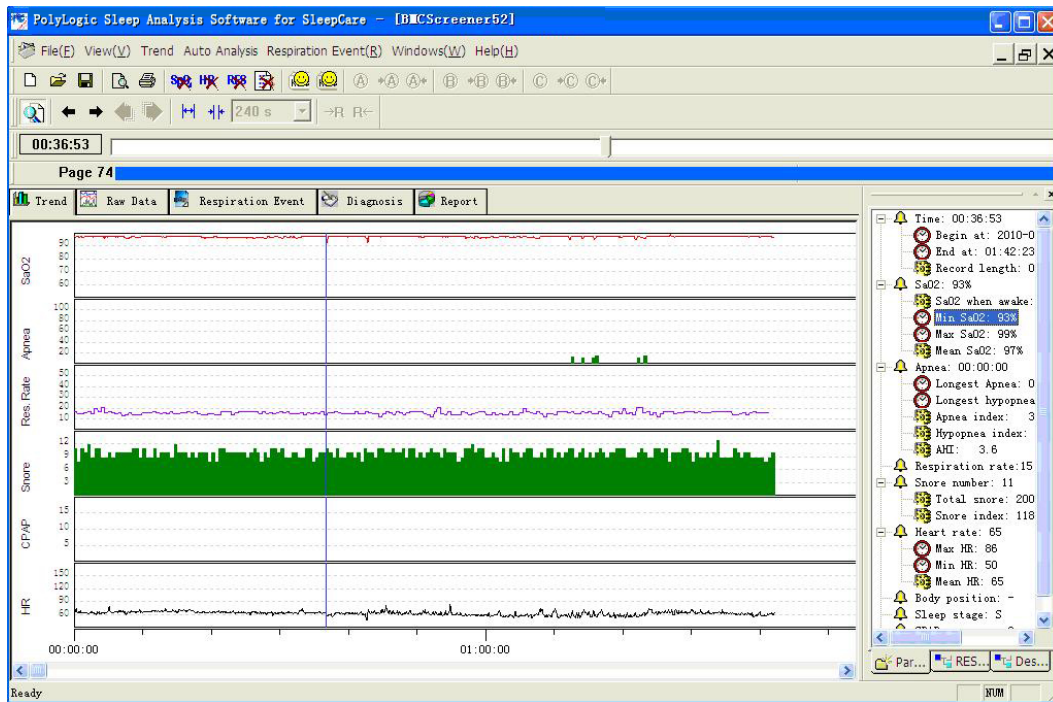 PolyLogic Sleep Analysis Software for SleepCare - [BMCScreener52]
File(F) View(V) Trend Auto Analysis Respiration Event(R) Windows(W) Help(H)
SpO2 HR RES
A +A A+ B +B B+ C +C C+
240 s →R R←
00:36:53
Page 74
Trend Raw Data Respiration Event Diagnosis Report
SaO2
90
80
70
60
Apnea
100
80
60
40
20
Res. Rate
50
40
30
20
10
Snore
12
9
6
3
CPAP
15
10
5
HR
150
120
90
60
00:00:00 01:00:00
Time: 00:36:53
Begin at: 2010-0
End at: 01:42:23
Record length: 0
SaO2: 93%
SaO2 when awake:
Min SaO2: 93%
Max SaO2: 99%
Mean SaO2: 97%
Apnea: 00:00:00
Longest Apnea: 0
Longest hypopnea
Apnea index: 3
Hypopnea index:
AHI: 3.6
Respiration rate:15
Snore number: 11
Total snore: 200
Snore index: 118
Heart rate: 65
Max HR: 86
Min HR: 50
Mean HR: 65
Body position: -
Sleep stage: S
Par... RES... Des...
Ready NUM